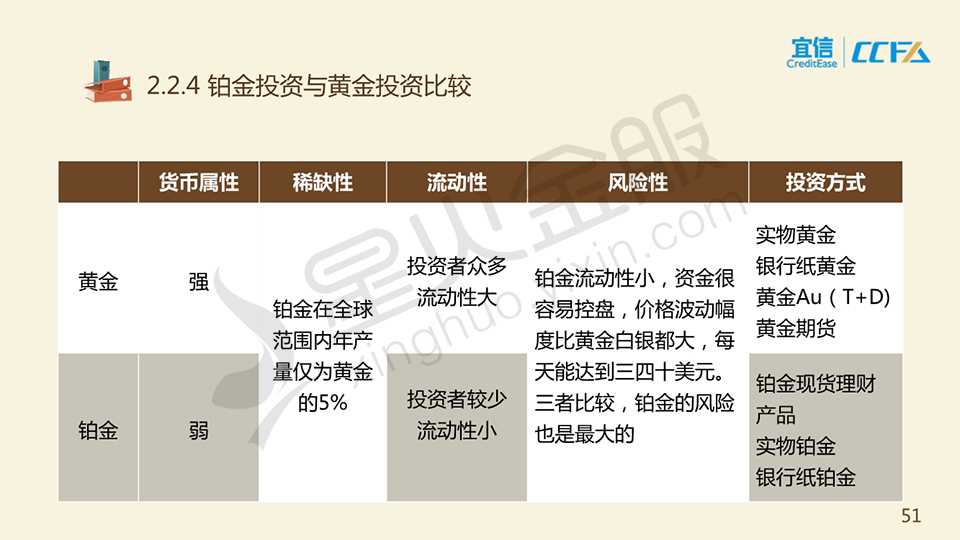 宜信
CreditEase
CCFA
2.2.4 铂金投资与黄金投资比较
货币属性
稀缺性
流动性
风险性
投资方式
黄金
强
铂金在全球
范围内年产
量仅为黄金
的5%
投资者众多
流动性大
铂金流动性小，资金很
容易控盘，价格波动幅
度比黄金白银都大，每
天能达到三四十美元。
三者比较，铂金的风险
也是最大的
实物黄金
银行纸黄金
黄金Au（T+D)
黄金期货
铂金
弱
投资者较少
流动性小
铂金现货理财
产品
实物铂金
银行纸铂金
星火金服
xinghuo.yixin.com
51